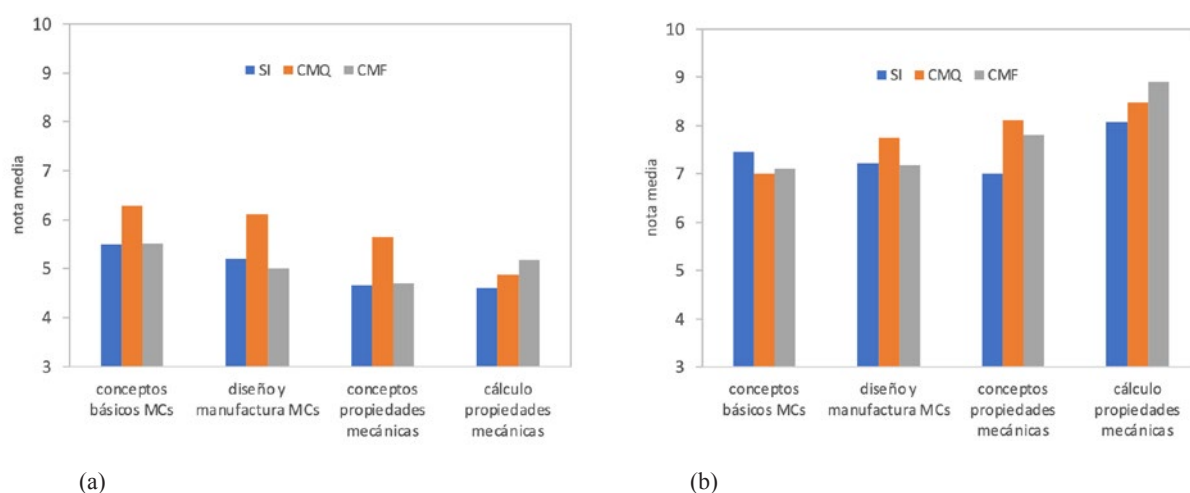 10
9
8
7
6
5
4
3
nota media
SI CMQ CMF
conceptos
básicos MCs
diseño y
manufactura MCs
conceptos
propiedades
mecánicas
cálculo
propiedades
mecánicas
(a)
10
9
8
7
6
5
4
3
nota media
SI CMQ CMF
conceptos
básicos MCs
diseño y
manufactura MCs
conceptos
propiedades
mecánicas
cálculo
propiedades
mecánicas
(b)